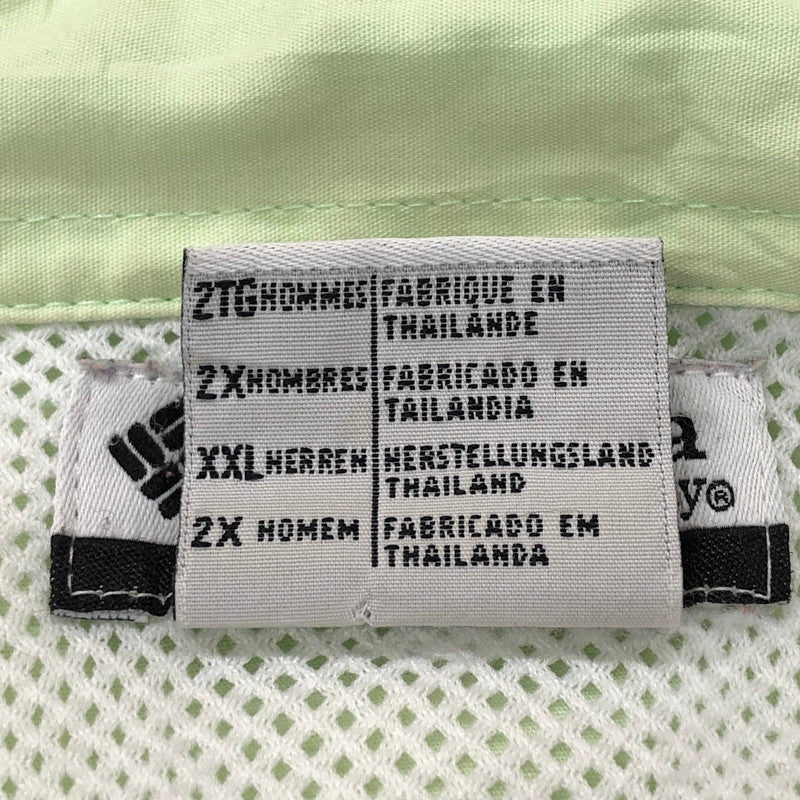 2TG HOMMES FABRIQUE EN
THAILANDE
2X HOMBRES FABRICADO EN
TAILANDIA
XXL HERREN HERSTELLUNGSLAND
THAILAND
2X HOMEM FABRICADO EM
THAILANDA
a
y®